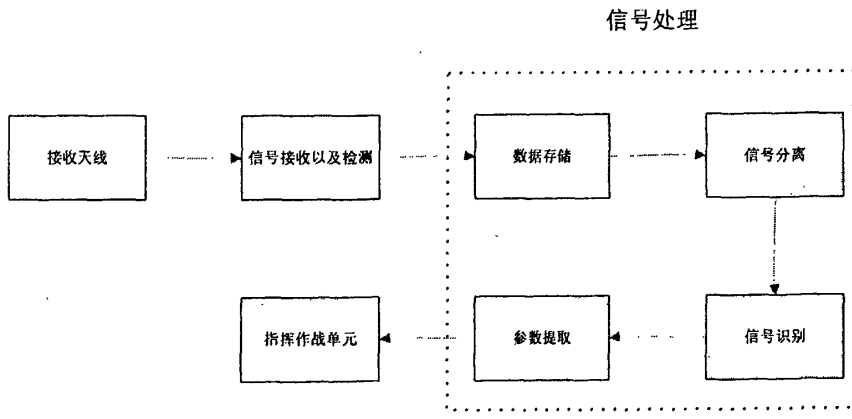 信号处理
接收天线
信号接收以及检测
数据存储
信号分离
指挥作战单元
参数提取
信号识别